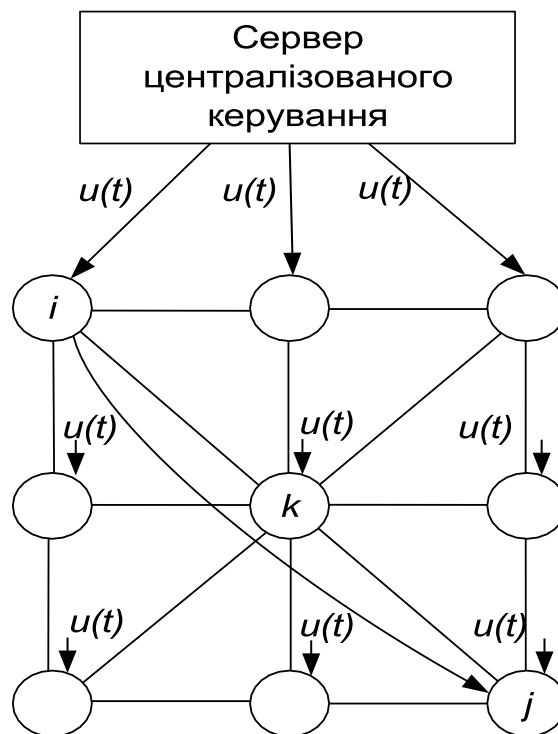 Сервер
централізованого
керування
u(t) u(t) u(t)
i
u(t) u(t) u(t)
k
u(t) u(t) u(t)
j